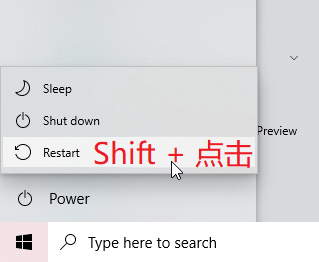 Sleep
Shut down
Restart Shift + 点击
Preview
Power
Type here to search